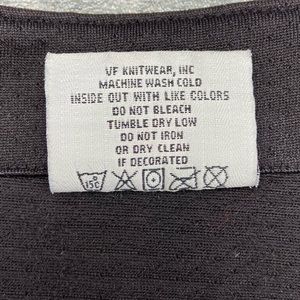 VF KNITWEAR, INC
MACHINE WASH COLD
INSIDE OUT WITH LIKE COLORS
DO NOT BLEACH
TUMBLE DRY LOW
DO NOT IRON
OR DRY CLEAN
IF DECORATED